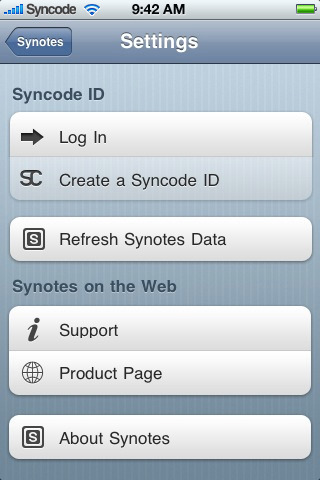 Syncode 9:42 AM
Synotes Settings
Syncode ID
Log In
SC Create a Syncode ID
S Refresh Synotes Data
Synotes on the Web
i Support
Product Page
S About Synotes